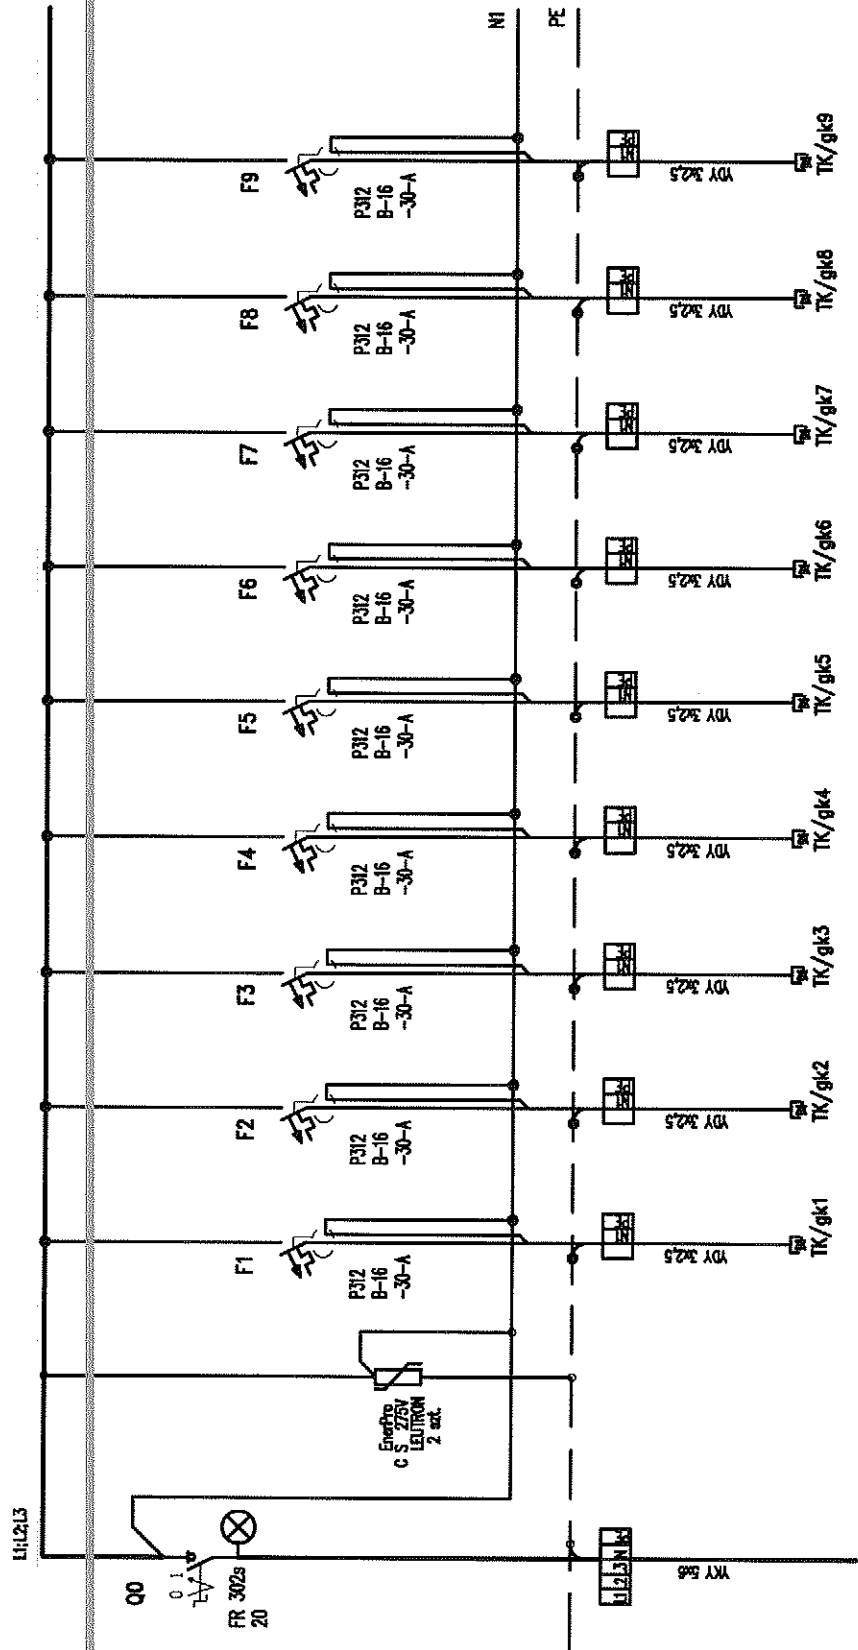 L1;L2;L3
Q0
0 1
FR 302s
20
EnerPro
C S 275V
LEUTRON
2 szt.
L1 2 3 N
YKY 5x6
F1
P312
B-16
-30-A
YDY 3x2,5
TK/gk1
F2
P312
B-16
-30-A
YDY 3x2,5
TK/gk2
F3
P312
B-16
-30-A
YDY 3x2,5
TK/gk3
F4
P312
B-16
-30-A
YDY 3x2,5
TK/gk4
F5
P312
B-16
-30-A
YDY 3x2,5
TK/gk5
F6
P312
B-16
-30-A
YDY 3x2,5
TK/gk6
F7
P312
B-16
-30-A
YDY 3x2,5
TK/gk7
F8
P312
B-16
-30-A
YDY 3x2,5
TK/gk8
F9
P312
B-16
-30-A
YDY 3x2,5
TK/gk9
N1
PE